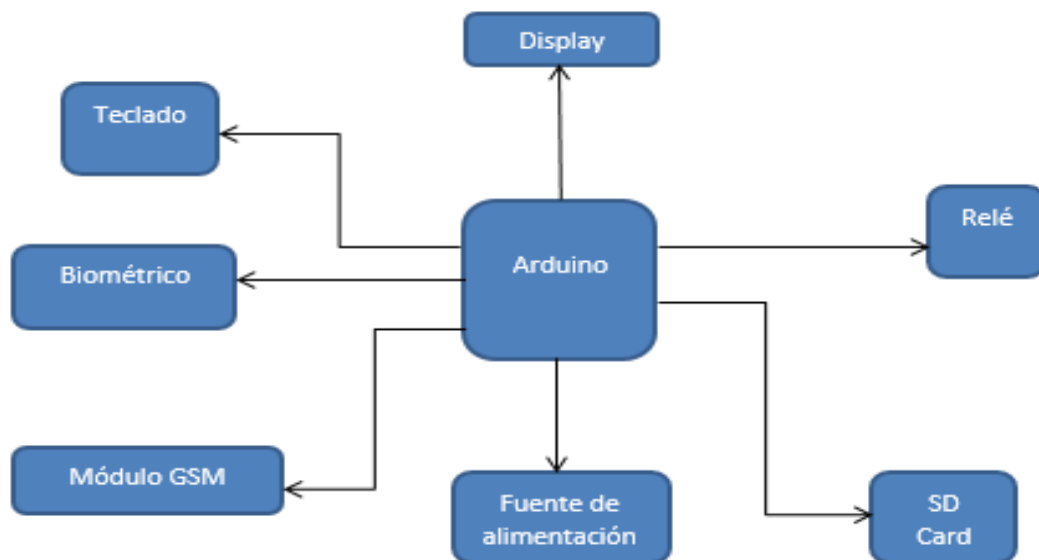 Display
Teclado
Relé
Arduino
Biométrico
Módulo GSM
Fuente de
alimentación
SD
Card